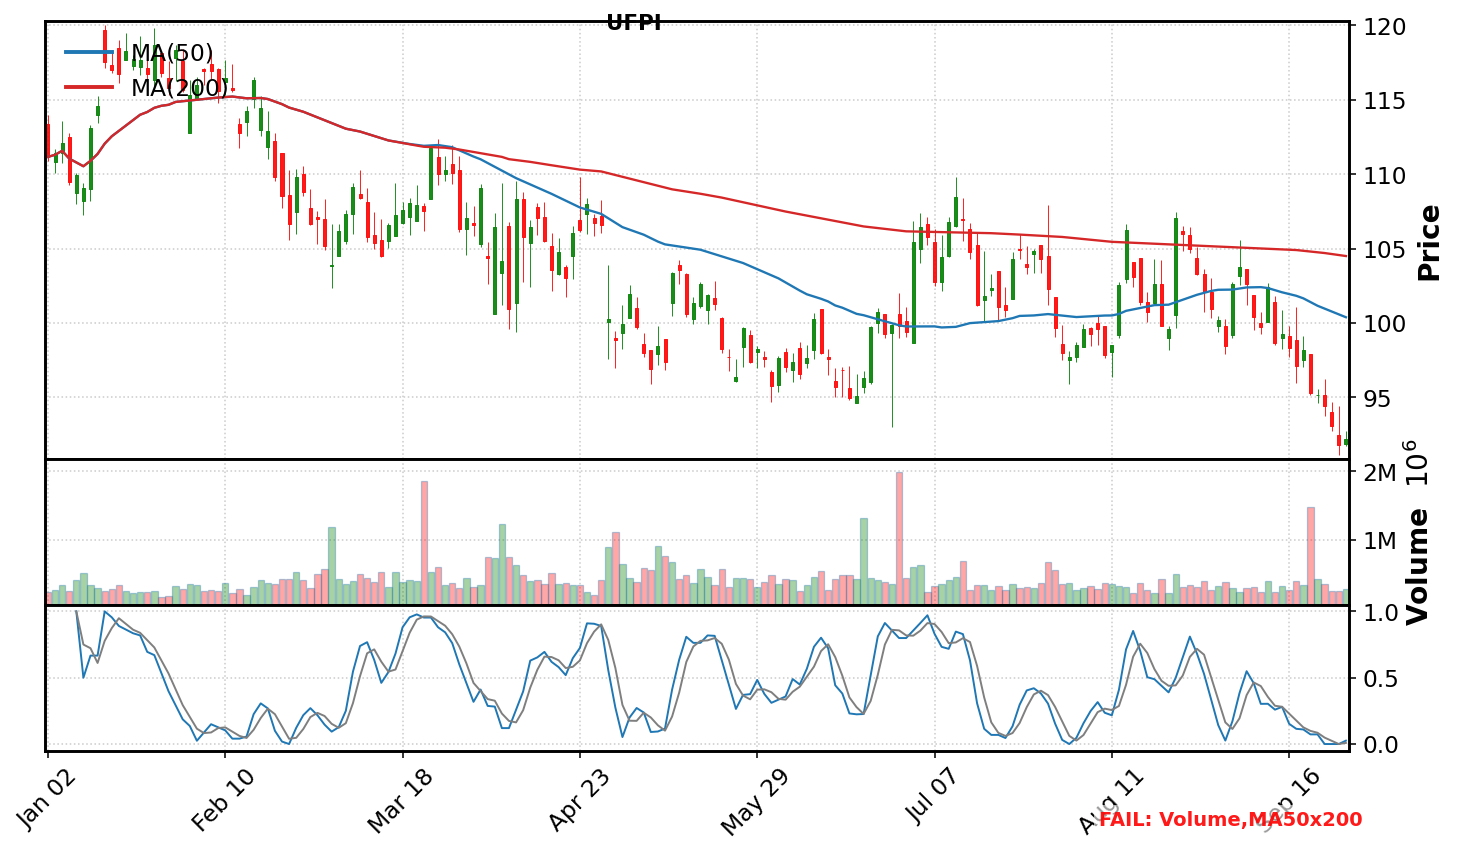 UFPI
MA(50)
MA(200)
120
115
110
105
100
95
Price
2M
1M
Volume 10^6
1.0
0.5
0.0
Jan 02
Feb 10
Mar 18
Apr 23
May 29
Jul 07
Aug 11
Sep 16
FAIL: Volume,MA50x200